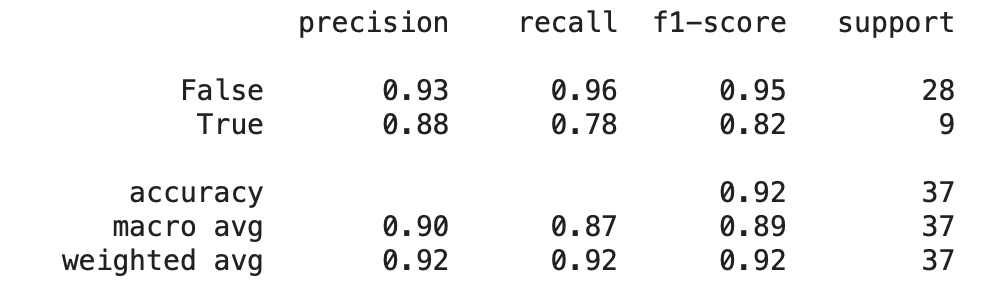 precision recall f1-score support
False 0.93 0.96 0.95 28
True 0.88 0.78 0.82 9
accuracy 0.92 37
macro avg 0.90 0.87 0.89 37
weighted avg 0.92 0.92 0.92 37